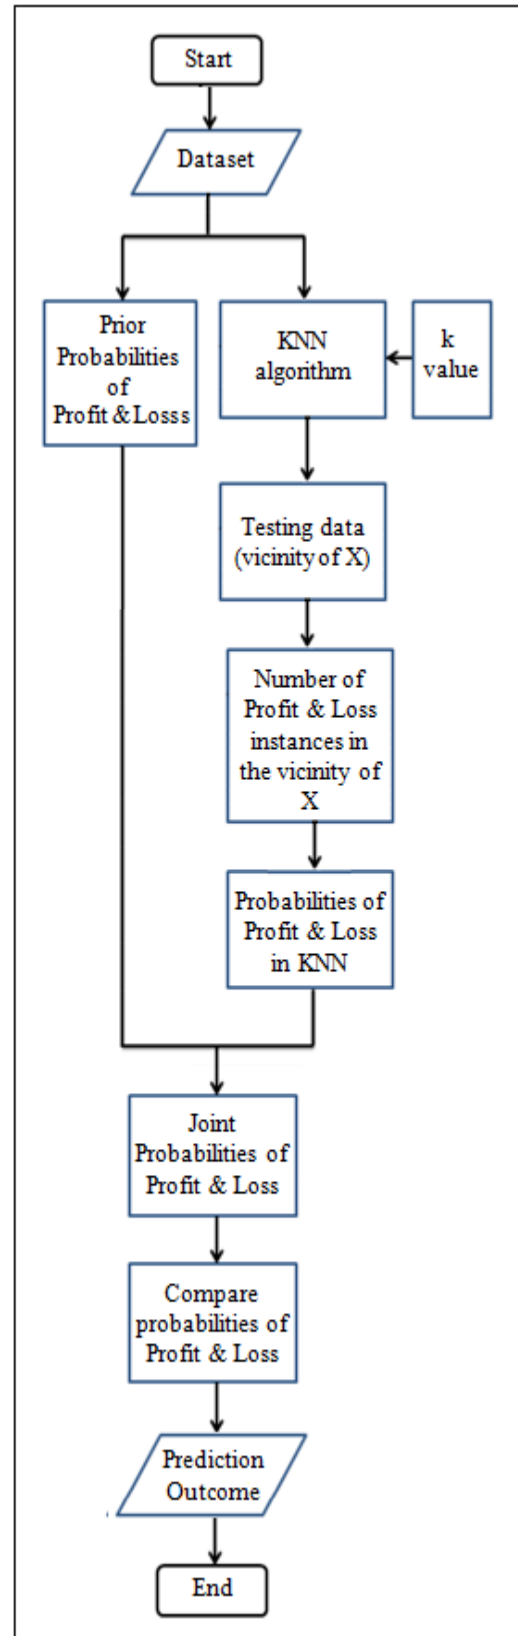 Start
Dataset
Prior
Probabilities
of
Profit & Losss
KNN
algorithm
k
value
Testing data
(vicinity of X)
Number of
Profit & Loss
instances in
the vicinity of
X
Probabilities of
Profit & Loss
in KNN
Joint
Probabilities of
Profit & Loss
Compare
probabilities of
Profit & Loss
Prediction
Outcome
End